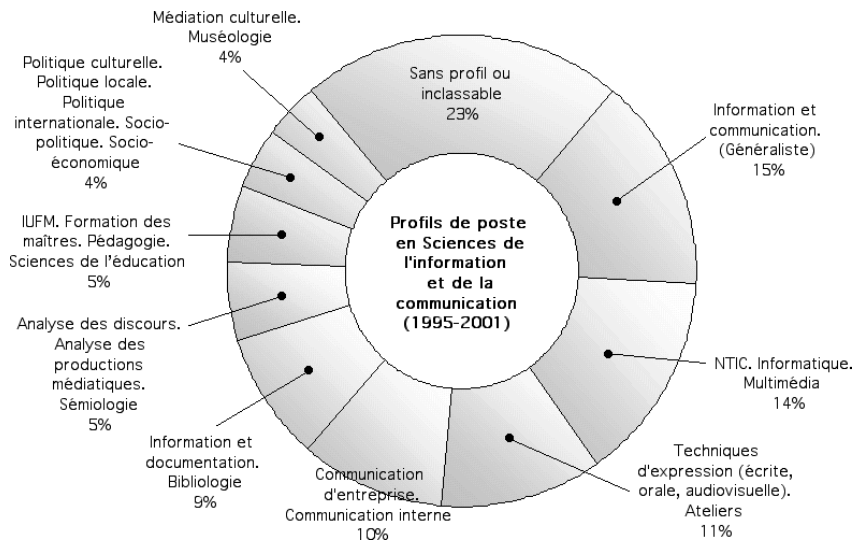 Médiation culturelle.
Muséologie
4%
Sans profil ou
inclassable
23%
Information et
communication.
(Généraliste)
15%
NTIC. Informatique.
Multimédia
14%
Techniques
d'expression (écrite,
orale, audiovisuelle).
Ateliers
11%
Communication
d'entreprise.
Communication interne
10%
Information et
documentation.
Bibliologie
9%
Analyse des discours.
Analyse des
productions
médiatiques.
Sémiologie
5%
IUFM. Formation des
maîtres. Pédagogie.
Sciences de l'éducation
5%
Politique culturelle.
Politique locale.
Politique
internationale. Socio-
politique. Socio-
économique
4%
Profils de poste
en Sciences de
l'information
et de la
communication
(1995-2001)